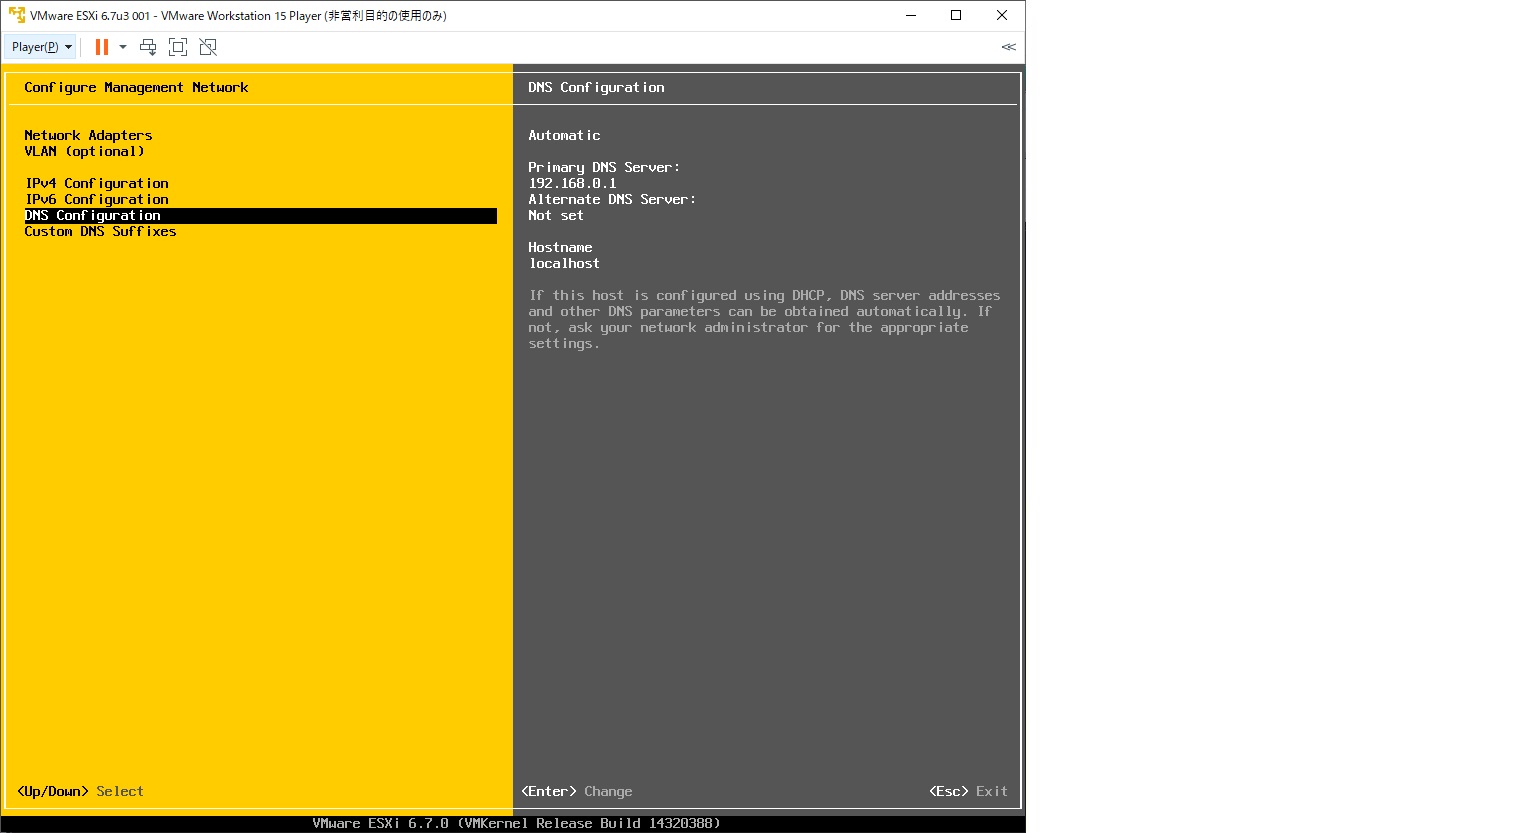 VMware ESXi 6.7u3 001 - VMware Workstation 15 Player (非営利目的の使用のみ)
Player(P)
Configure Management Network
Network Adapters
VLAN (optional)
IPv4 Configuration
IPv6 Configuration
DNS Configuration
Custom DNS Suffixes
<Up/Down> Select
DNS Configuration
Automatic
Primary DNS Server:
192.168.0.1
Alternate DNS Server:
Not set
Hostname
localhost
If this host is configured using DHCP, DNS server addresses
and other DNS parameters can be obtained automatically. If
not, ask your network administrator for the appropriate
settings.
<Enter> Change
<Esc> Exit
VMware ESXi 6.7.0 (VMKernel Release Build 14320388)